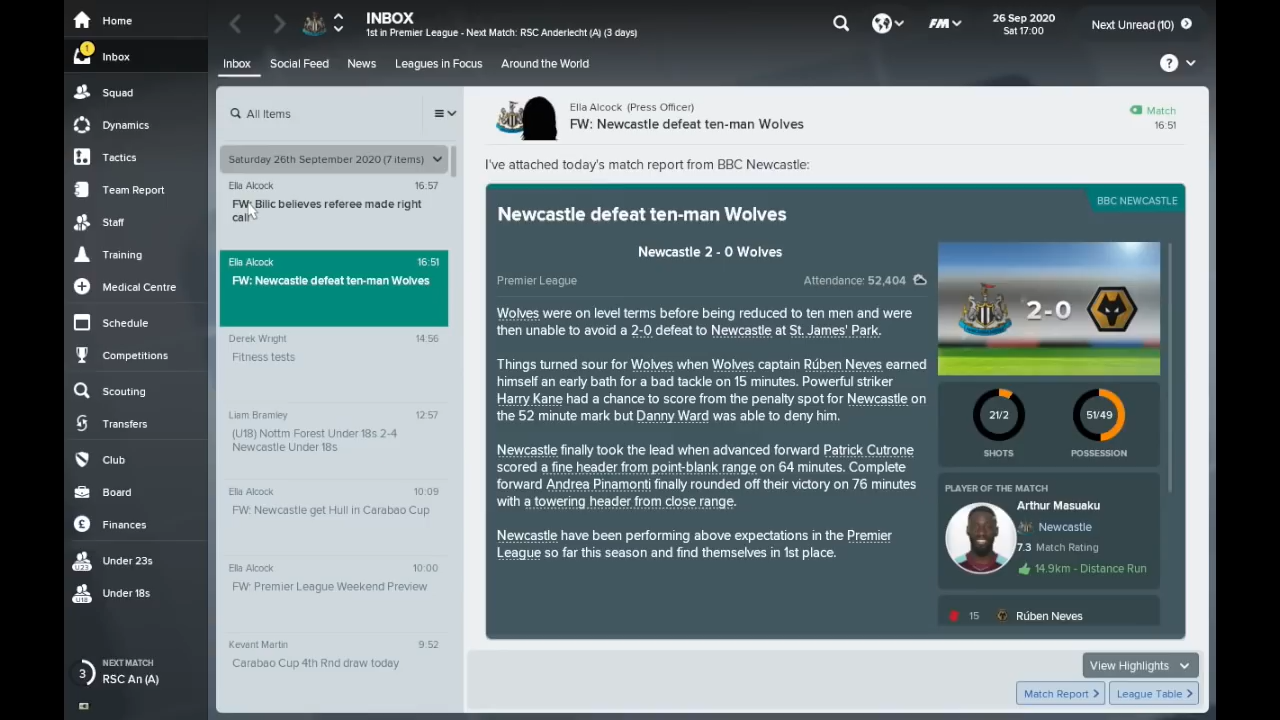 Home
Inbox
1
Squad
Dynamics
Tactics
Team Report
Staff
Training
Medical Centre
Schedule
Competitions
Scouting
Transfers
Club
Board
Finances
Under 23s
U23
Under 18s
U18
3
NEXT MATCH
RSC An (A)
INBOX
1st in Premier League - Next Match: RSC Anderlecht (A) (3 days)
FM
26 Sep 2020
Sat 17:00
Next Unread (10)
Inbox
Social Feed
News
Leagues in Focus
Around the World
?
All Items
Saturday 26th September 2020 (7 items)
Ella Alcock 16:57
FW: Bilic believes referee made right
call
Ella Alcock 16:51
FW: Newcastle defeat ten-man Wolves
Derek Wright 14:56
Fitness tests
Liam Bramley 12:57
(U18) Nottm Forest Under 18s 2-4
Newcastle Under 18s
Ella Alcock 10:09
FW: Newcastle get Hull in Carabao Cup
Ella Alcock 10:00
FW: Premier League Weekend Preview
Kevant Martin 9:52
Carabao Cup 4th Rnd draw today
Ella Alcock (Press Officer)
FW: Newcastle defeat ten-man Wolves
Match
16:51
I've attached today's match report from BBC Newcastle:
BBC NEWCASTLE
Newcastle defeat ten-man Wolves
Newcastle 2 - 0 Wolves
Premier League
Attendance: 52,404
Wolves were on level terms before being reduced to ten men and were
then unable to avoid a 2-0 defeat to Newcastle at St. James' Park.
Things turned sour for Wolves when Wolves captain Rúben Neves earned
himself an early bath for a bad tackle on 15 minutes. Powerful striker
Harry Kane had a chance to score from the penalty spot for Newcastle on
the 52 minute mark but Danny Ward was able to deny him.
Newcastle finally took the lead when advanced forward Patrick Cutrone
scored a fine header from point-blank range on 64 minutes. Complete
forward Andrea Pinamonti finally rounded off their victory on 76 minutes
with a towering header from close range.
Newcastle have been performing above expectations in the Premier
League so far this season and find themselves in 1st place.
2-0
21/2
SHOTS
51/49
POSSESSION
PLAYER OF THE MATCH
Arthur Masuaku
Newcastle
7.3 Match Rating
14.9km - Distance Run
15 Rúben Neves
View Highlights
Match Report
League Table